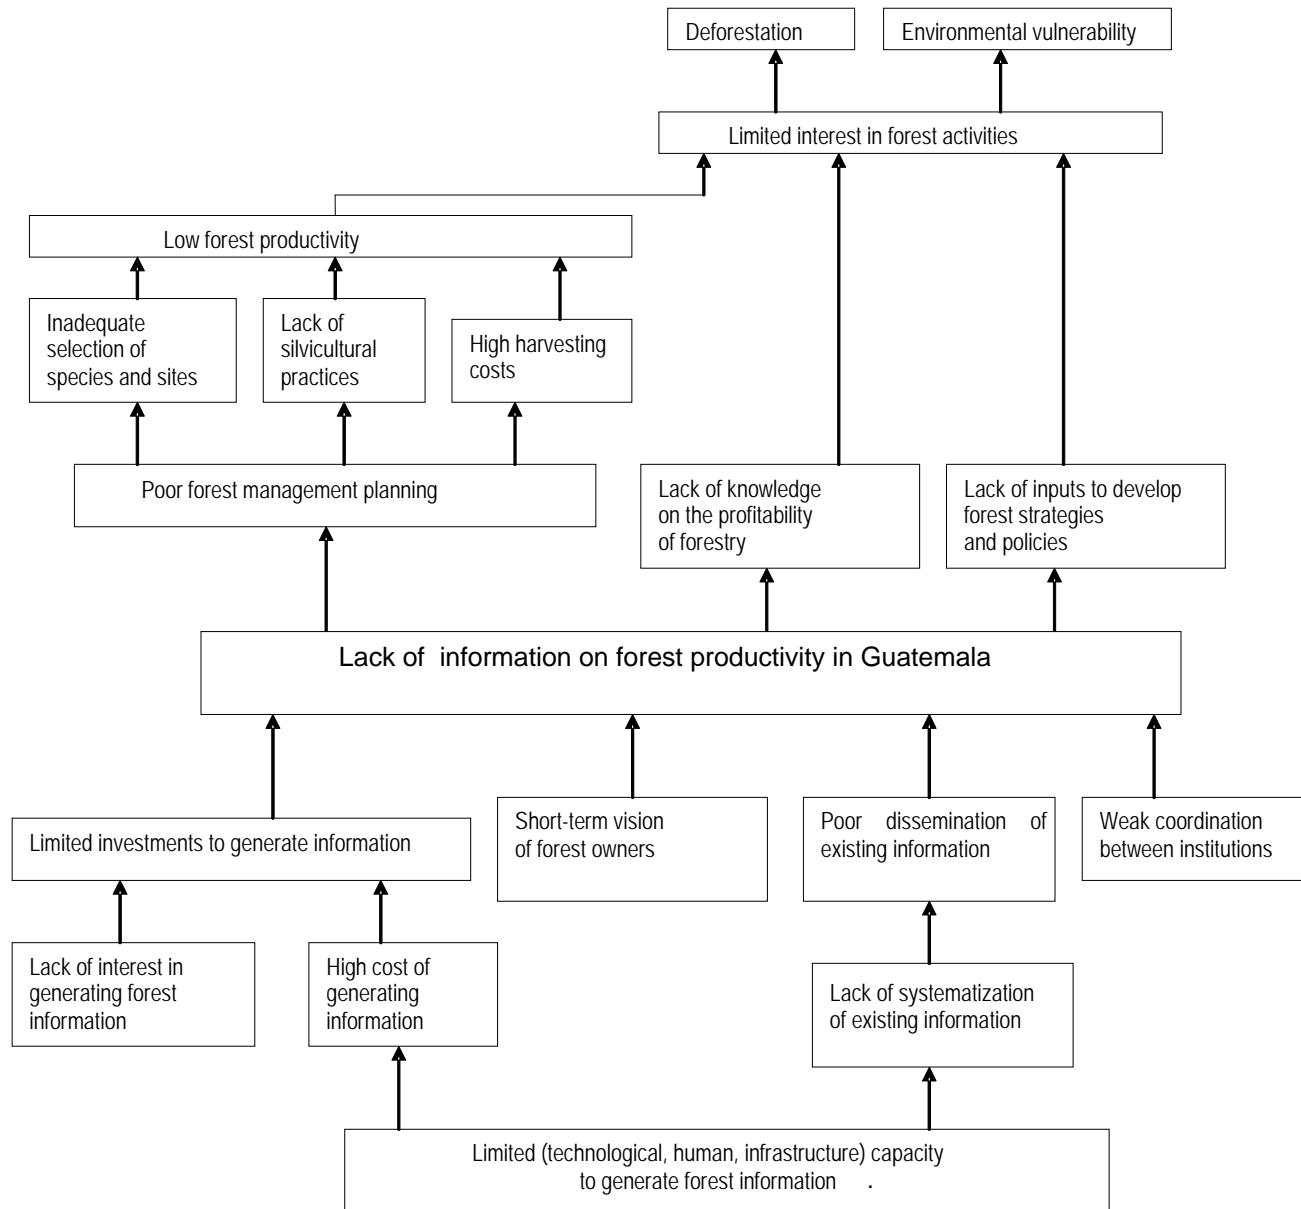 Deforestation
Environmental vulnerability
Limited interest in forest activities
Low forest productivity
Inadequate
selection of
species and sites
Lack of
silvicultural
practices
High harvesting
costs
Poor forest management planning
Lack of knowledge
on the profitability
of forestry
Lack of inputs to develop
forest strategies
and policies
Lack of information on forest productivity in Guatemala
Limited investments to generate information
Short-term vision
of forest owners
Poor dissemination of
existing information
Weak coordination
between institutions
Lack of interest in
generating forest
information
High cost of
generating
information
Lack of systematization
of existing information
Limited (technological, human, infrastructure) capacity
to generate forest information .